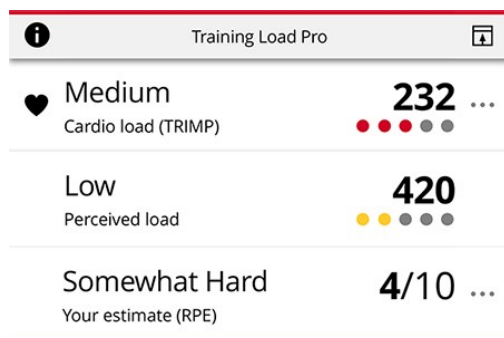 Training Load Pro
Medium 232 ...
Cardio load (TRIMP)
Low 420
Perceived load
Somewhat Hard 4/10 ...
Your estimate (RPE)